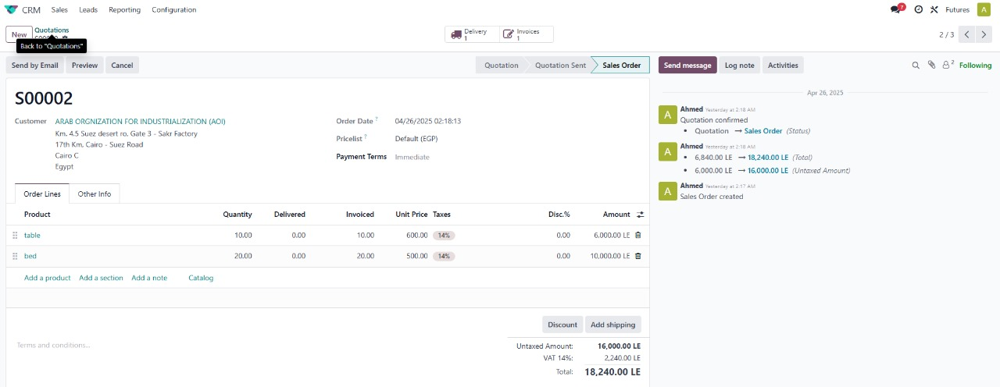 CRM Sales Leads Reporting Configuration 7 Futures A
New Quotations
Back to "Quotations"
Delivery 1
Invoices 1
2 / 3
Send by Email Preview Cancel Quotation Quotation Sent Sales Order Send message Log note Activities 2 Following
S00002
Customer ARAB ORGNIZATION FOR INDUSTRIALIZATION (AOI)
Km. 4.5 Suez desert ro, Gate 3 - Sakr Factory
17th Km, Cairo - Suez Road
Cairo C
Egypt
Order Date ? 04/26/2025 02:18:13
Pricelist ? Default (EGP)
Payment Terms Immediate
Order Lines Other Info
Product Quantity Delivered Invoiced Unit Price Taxes Disc.% Amount
table 10.00 0.00 10.00 600.00 14% 0.00 6,000.00 LE
bed 20.00 0.00 20.00 500.00 14% 0.00 10,000.00 LE
Add a product Add a section Add a note Catalog
Discount Add shipping
Terms and conditions...
Untaxed Amount: 16,000.00 LE
VAT 14%: 2,240.00 LE
Total: 18,240.00 LE
Apr 26, 2025
A Ahmed Yesterday at 2:18 AM
Quotation confirmed
• Quotation → Sales Order (Status)
A Ahmed Yesterday at 2:18 AM
• 6,840.00 LE → 18,240.00 LE (Total)
• 6,000.00 LE → 16,000.00 LE (Untaxed Amount)
A Ahmed Yesterday at 2:17 AM
Sales Order created